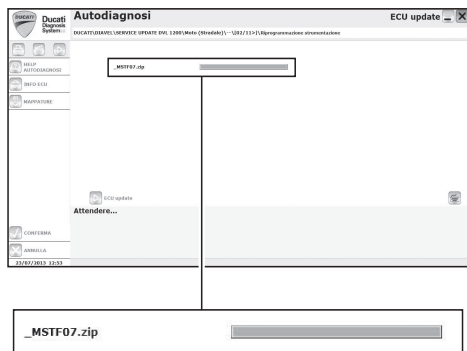 DUCATI
Ducati
Diagnosis
System
Autodiagnosi
ECU update
DUCATI\DIAVEL\SERVICE UPDATE DVL 1200\Moto (Stradale)\--\[02/11>]\Riprogrammazione strumentazione
HELP
AUTODIAGNOSI
INFO ECU
MAPPATURE
_MSTF07.zip
ECU update
Attendere...
CONFERMA
ANNULLA
23/07/2013 12:53
_MSTF07.zip